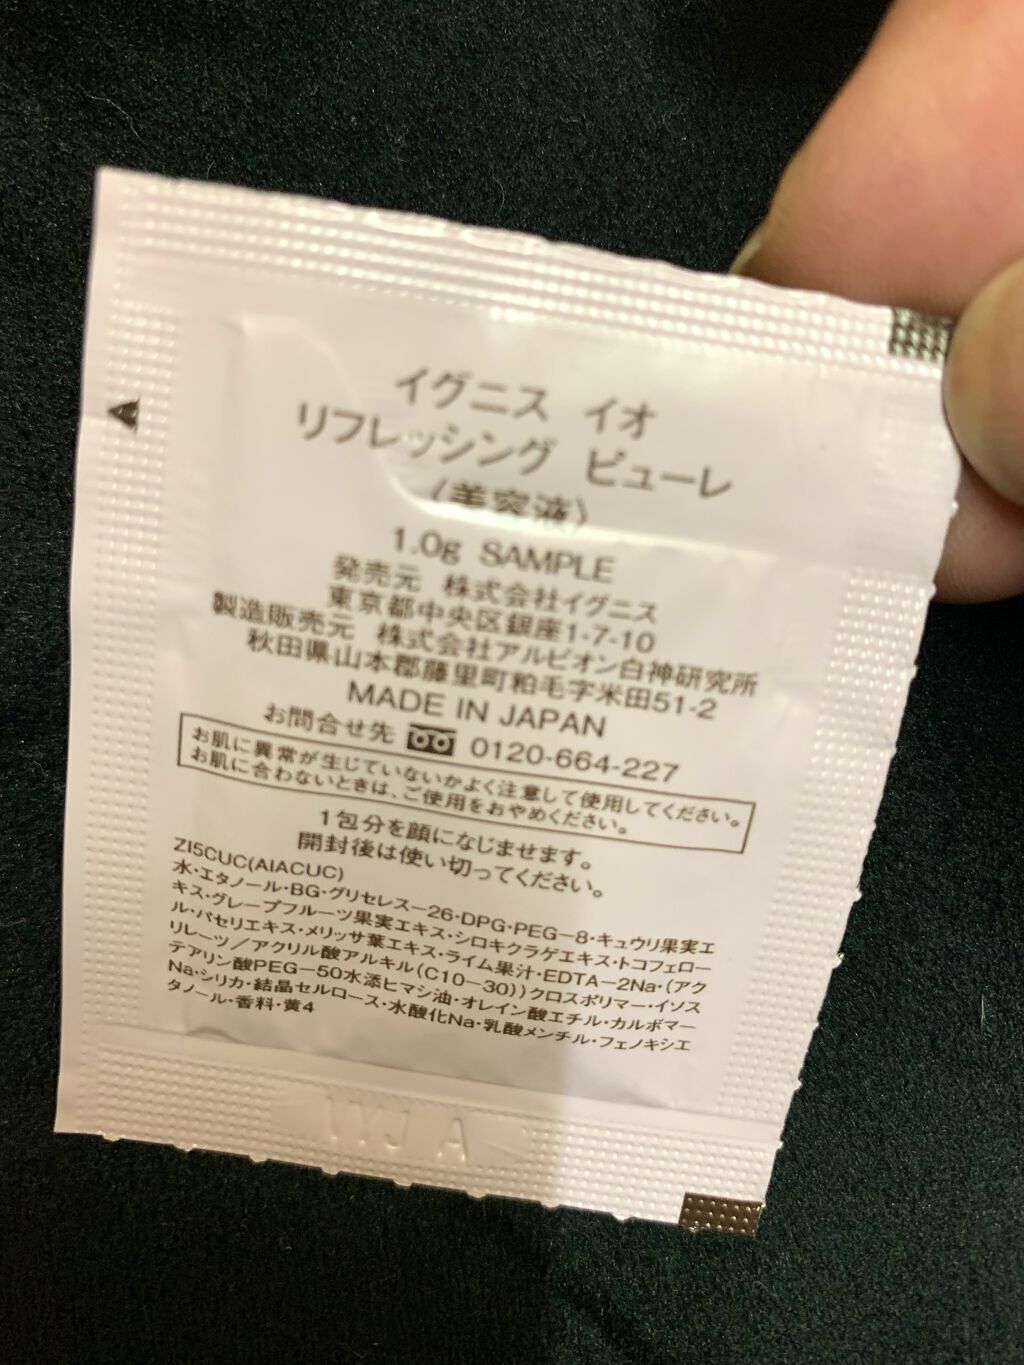 イグニス イオ
リフレッシング ピューレ
〈美容液〉
1.0g SAMPLE
発売元 株式会社イグニス
東京都中央区銀座1-7-10
製造販売元 株式会社アルビオン白神研究所
秋田県山本郡藤里町粕毛字米田51-2
MADE IN JAPAN
お問合せ先 0120-664-227
お肌に異常が生じていないかよく注意して使用してください。
お肌に合わないときは、ご使用をおやめください。
1包分を顔になじませます。
開封後は使い切ってください。
ZI5CUC(AIACUC)
水・エタノール・BG・グリセレス－26・DPG・PEG－8・キュウリ果実エ
キス・グレープフルーツ果実エキス・シロキクラゲエキス・トコフェロー
ル・パセリエキス・メリッサ葉エキス・ライム果汁・EDTA－2Na・(アク
リレーツ／アクリル酸アルキル(C10－30))クロスポリマー・イソス
テアリン酸PEG－50水添ヒマシ油・オレイン酸エチル・カルボマー
Na・シリカ・結晶セルロース・水酸化Na・乳酸メンチル・フェノキシエ
タノール・香料・黄4